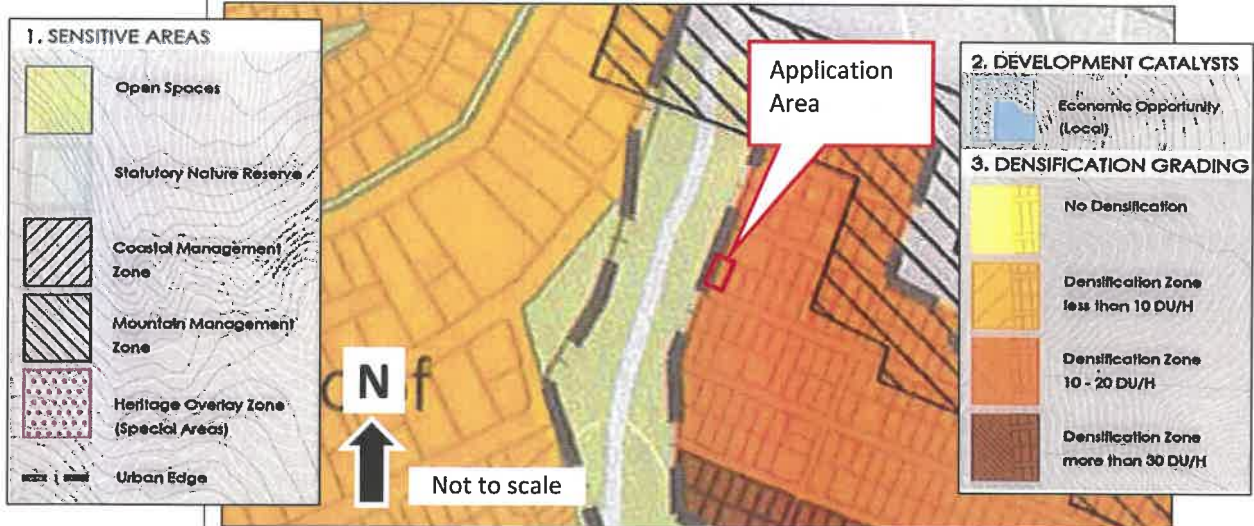 1. SENSITIVE AREAS
Open Spaces
Statutory Nature Reserve
Coastal Management
Zone
Mountain Management
Zone
Heritage Overlay Zone
(Special Areas)
Urban Edge
of
N
Not to scale
Application
Area
2. DEVELOPMENT CATALYSTS
Economic Opportunity
(Local)
3. DENSIFICATION GRADING
No Densification
Densification Zone
less than 10 DU/H
Densification Zone
10 - 20 DU/H
Densification Zone
more than 30 DU/H